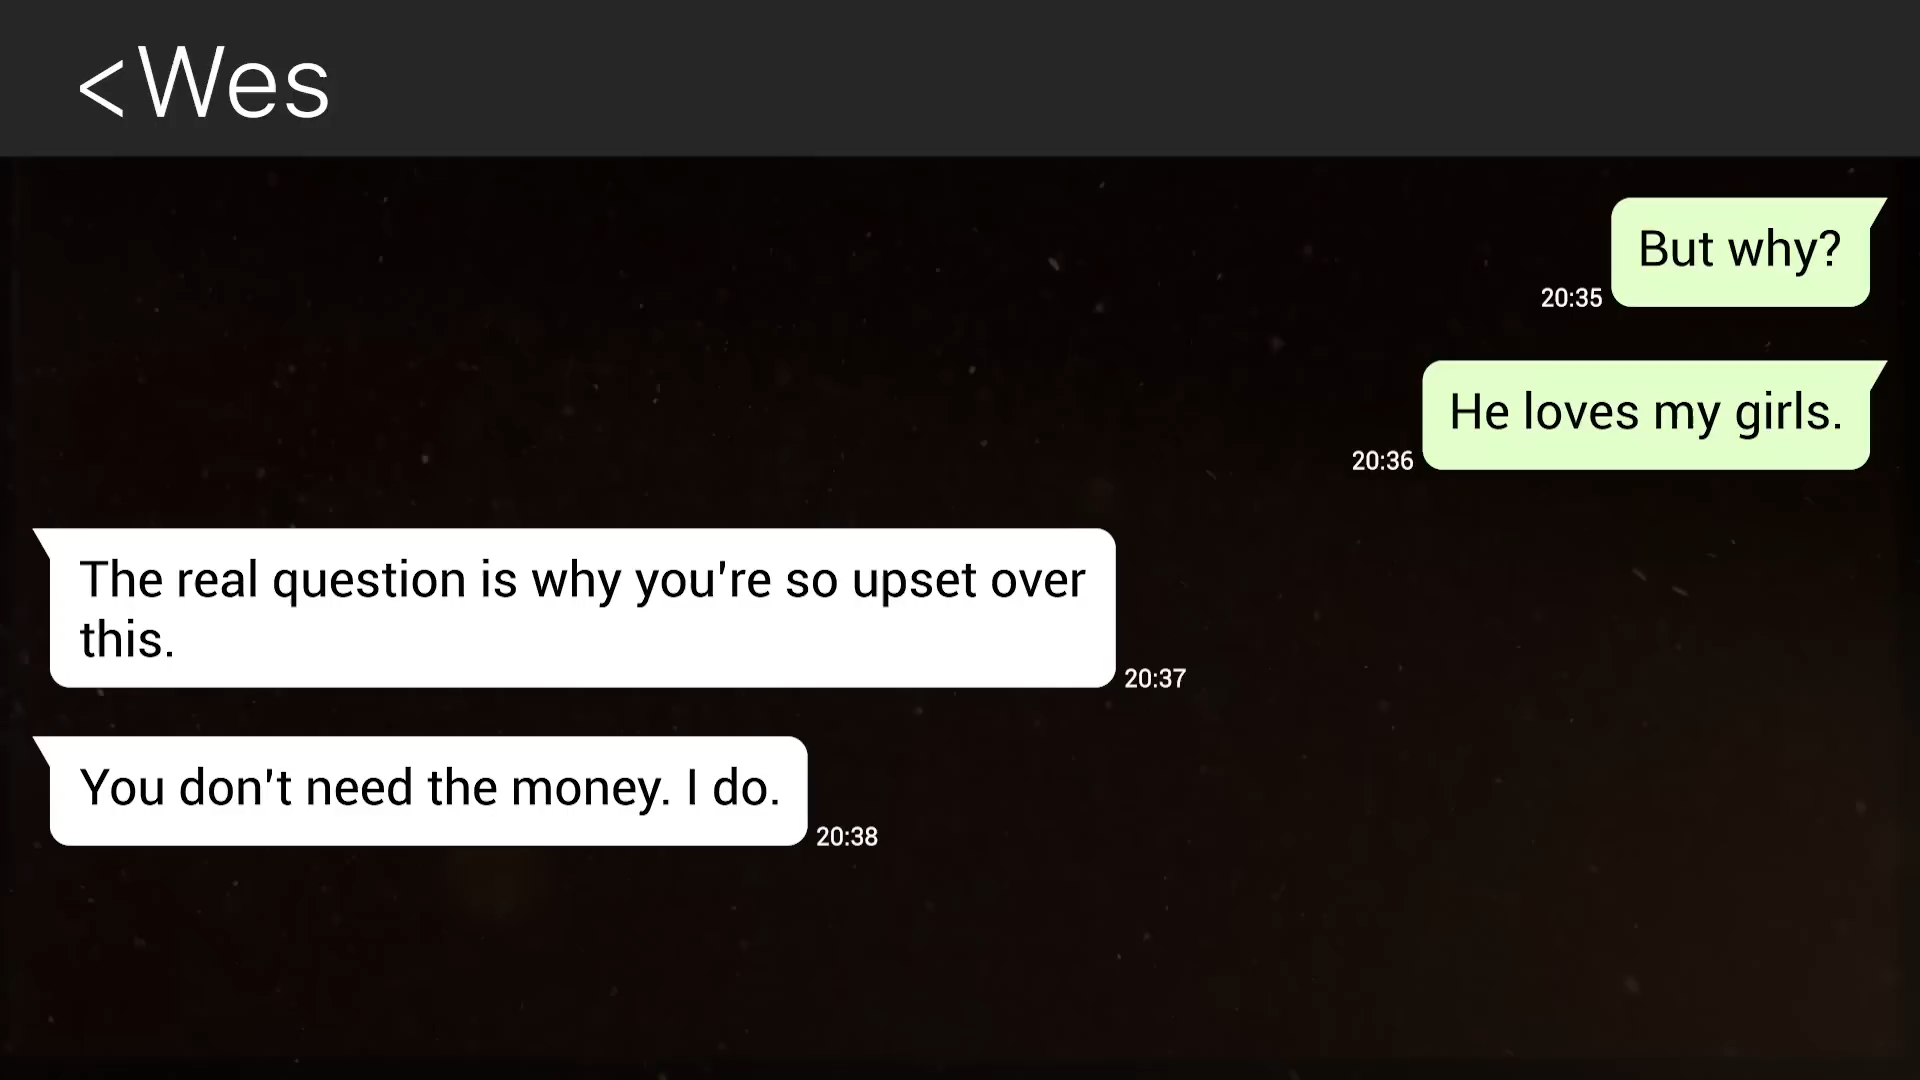 <Wes
But why?
20:35
He loves my girls.
20:36
The real question is why you're so upset over
this.
20:37
You don't need the money. I do.
20:38